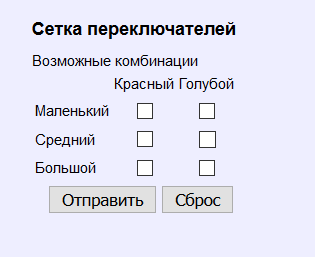 Сетка переключателей
Возможные комбинации
Красный Голубой
Маленький
Средний
Большой
Отправить Сброс